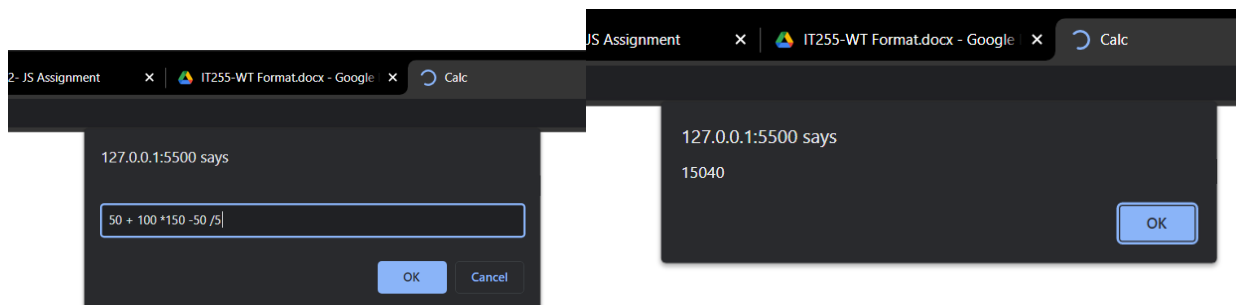 2- JS Assignment
IT255-WT Format.docx - Google
Calc
127.0.0.1:5500 says
50 + 100 *150 -50 /5
OK
Cancel
JS Assignment
IT255-WT Format.docx - Google
Calc
127.0.0.1:5500 says
15040
OK